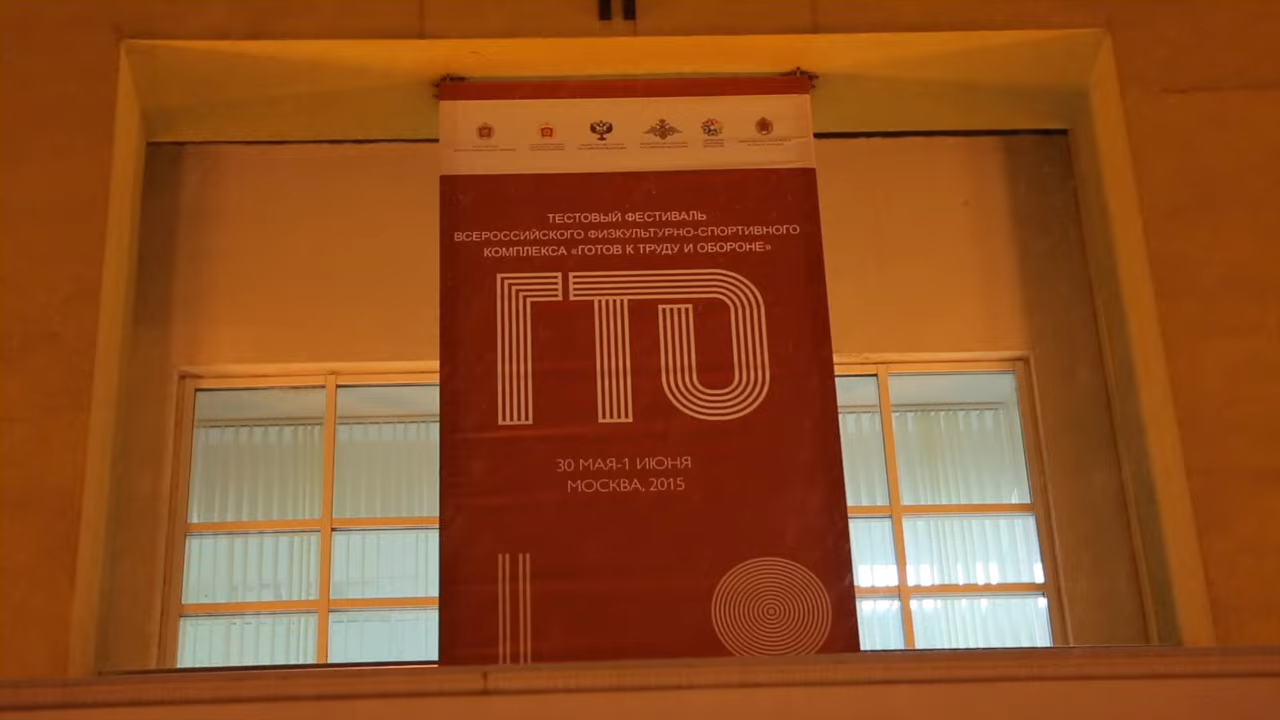 ТЕСТОВЫЙ ФЕСТИВАЛЬ
ВСЕРОССИЙСКОГО ФИЗКУЛЬТУРНО-СПОРТИВНОГО
КОМПЛЕКСА «ГОТОВ К ТРУДУ И ОБОРОНЕ»
ГТО
30 МАЯ-1 ИЮНЯ
МОСКВА, 2015